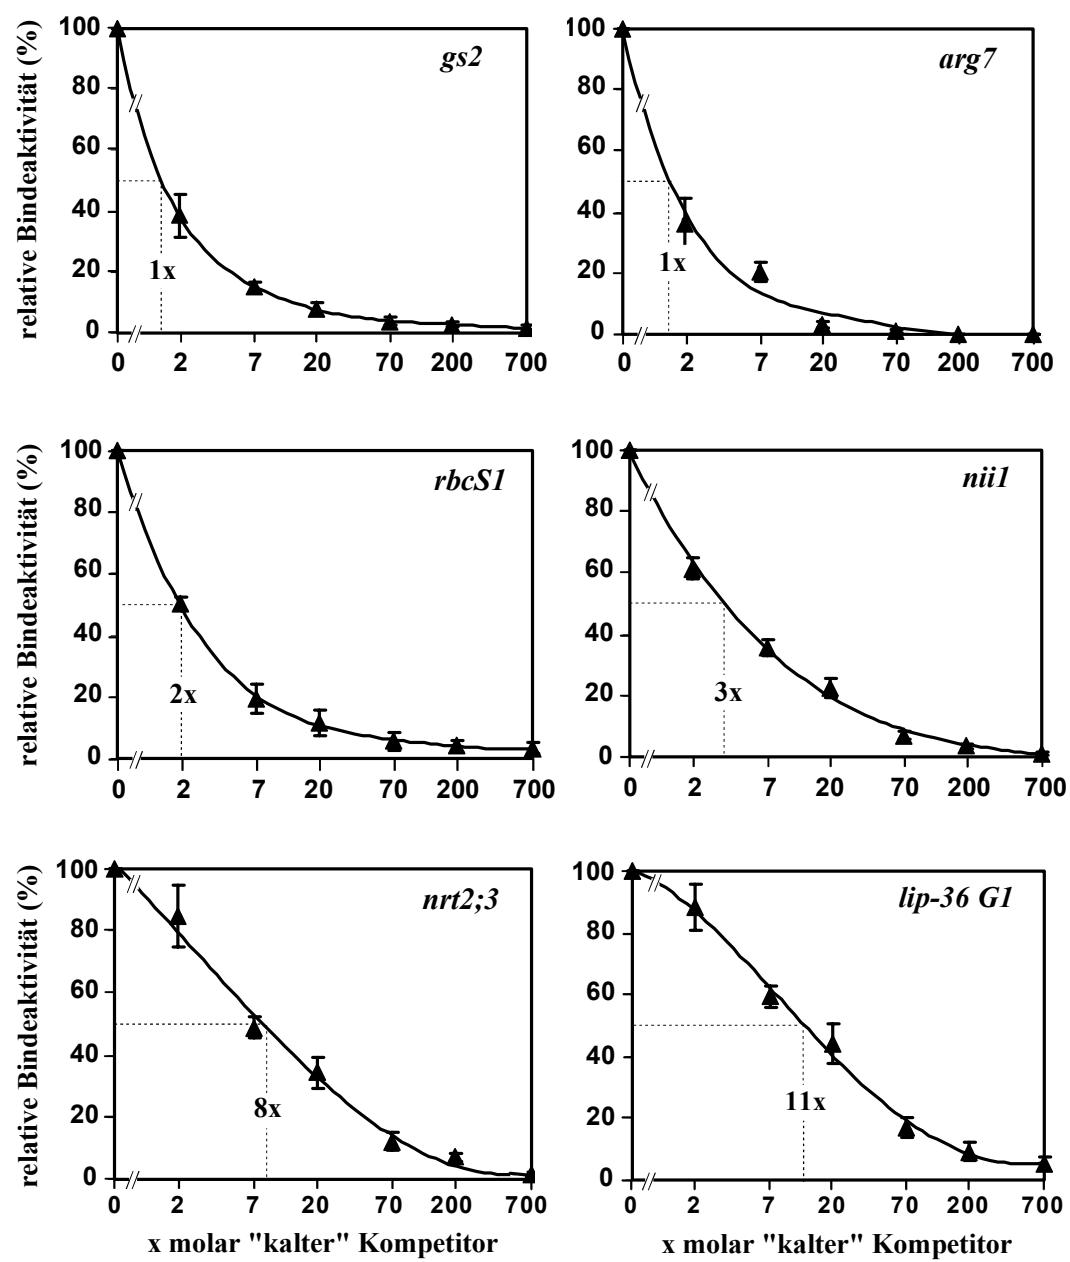 relative Bindeaktivität (%)
100
80
60
40
20
0
gs2
1x
0 2 7 20 70 200 700
100
80
60
40
20
0
arg7
1x
0 2 7 20 70 200 700
relative Bindeaktivität (%)
100
80
60
40
20
0
rbcS1
2x
0 2 7 20 70 200 700
100
80
60
40
20
0
nii1
3x
0 2 7 20 70 200 700
relative Bindeaktivität (%)
100
80
60
40
20
0
nrt2;3
8x
0 2 7 20 70 200 700
x molar "kalter" Kompetitor
100
80
60
40
20
0
lip-36 G1
11x
0 2 7 20 70 200 700
x molar "kalter" Kompetitor